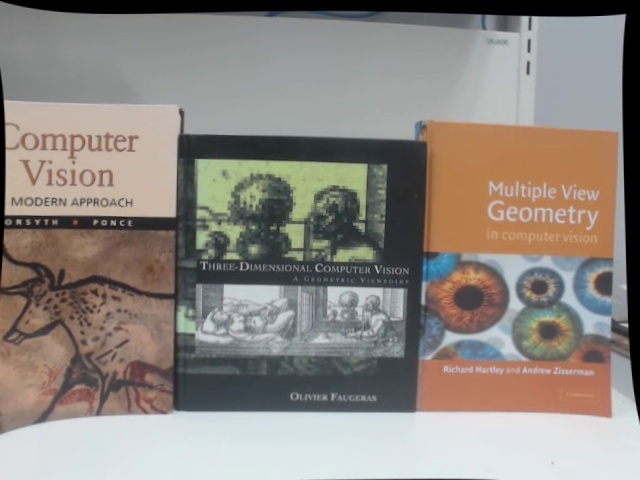 Computer
Vision
MODERN APPROACH
ORSYTH ■ PONCE
THREE-DIMENSIONAL COMPUTER VISION
A GEOMETRIC VIEWPOINT
OLIVIER FAUGERAS
Multiple View
Geometry
in computer vision
Richard Hartley and Andrew Zisserman